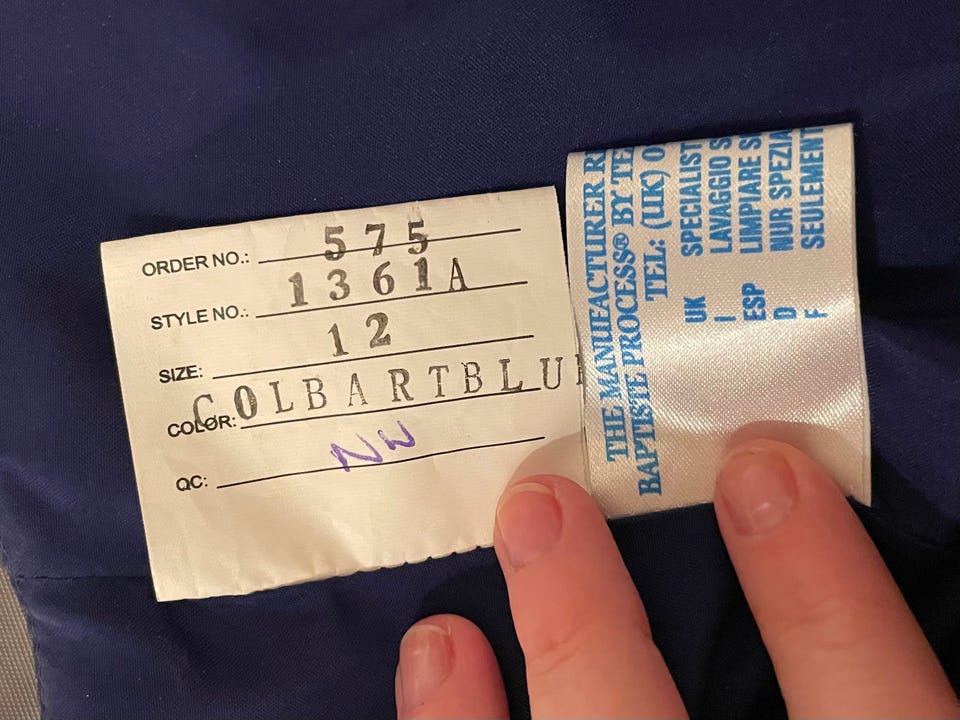 ORDER NO.: 575
STYLE NO.: 1361A
SIZE: 12
COLOR: COLBARTBLU
QC: NW
THE MANUFACTURER
BAPTISTE PROCESS® BY
TEL: (UK) 0
UK SPECIALIST
I LAVAGGIO S
ESP LIMPIARE
D NUR SPEZIA
F SEULEMENT